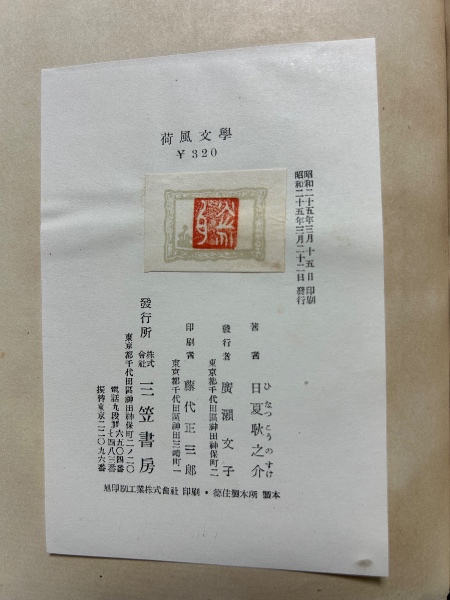 荷風文學
¥320
昭和二十五年三月十五日 印刷
昭和二十五年三月二十二日 發行
著者 日夏耿之介
ひなつこうのすけ
發行者 廣瀨文子
東京都千代田區神田神保町二
印刷者 藤代正三郎
東京都千代田區神田三崎町一
發行所 株式會社 三笠書房
東京都千代田區神田神保町二ノ二〇
電話九段
六五〇四番
七四八三番
振替東京二二〇九六番
旭印刷工業株式會社 印刷・
製本所 製本